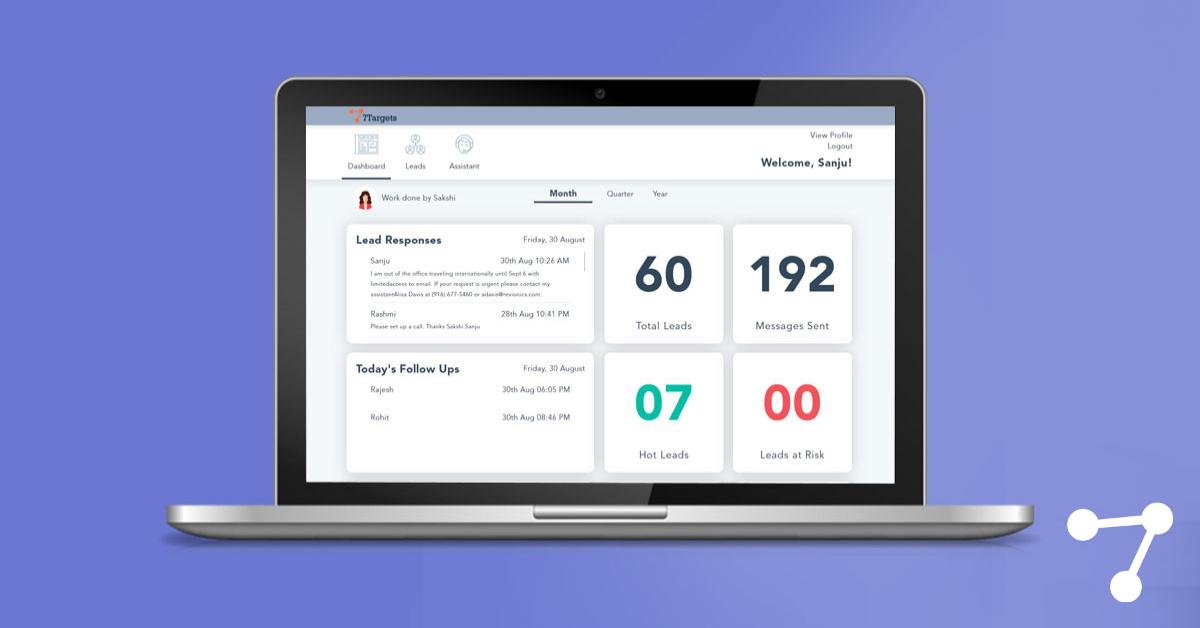 7Targets
View Profile
Logout
Welcome, Sanju!
Dashboard
Leads
Assistant
Work done by Sakshi
Month
Quarter
Year
Lead Responses
Friday, 30 August
Sanju
30th Aug 10:26 AM
I am out of the office traveling internationally until Sept 6 with
limitedaccess to email. If your request is urgent please contact my
assistantAlisa Davis at (916) 677-5460 or adavis@revionics.com.
Rashmi
28th Aug 10:41 PM
Please set up a call. Thanks Sakshi.Sanju
60
Total Leads
192
Messages Sent
Today's Follow Ups
Friday, 30 August
Rajesh
30th Aug 06:05 PM
Rohit
30th Aug 08:46 PM
07
Hot Leads
00
Leads at Risk